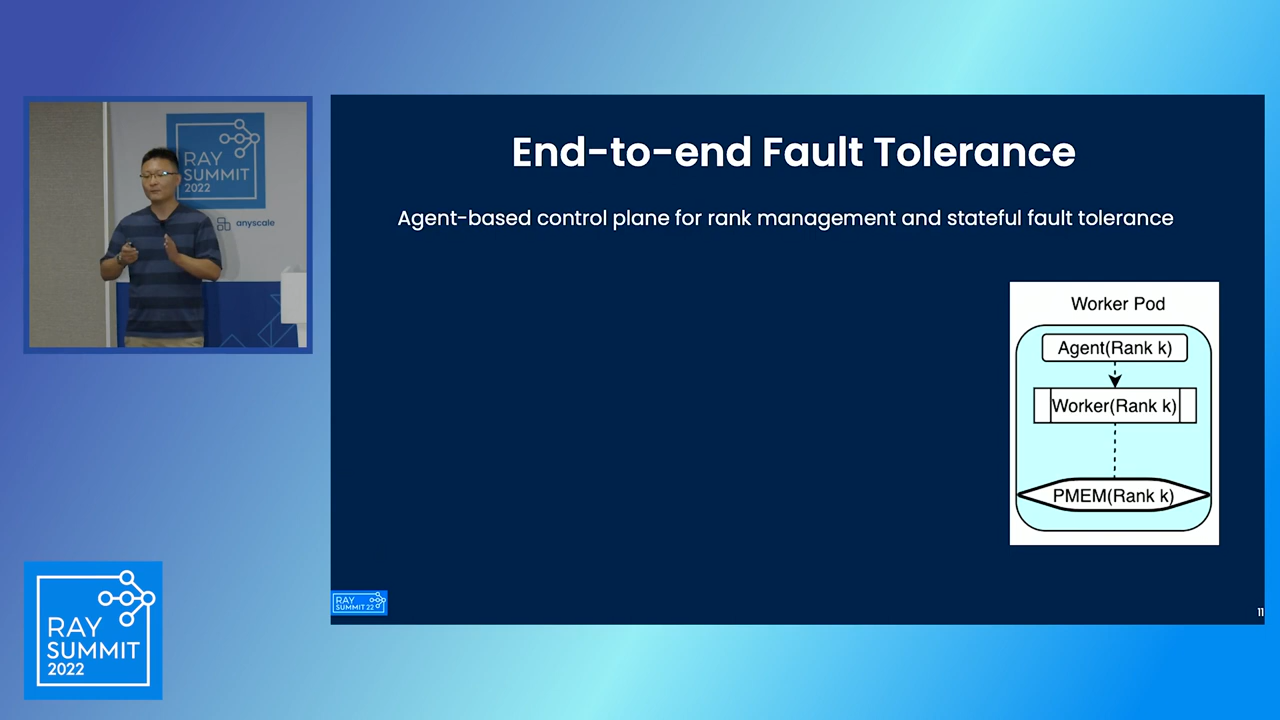 RAY
SUMMIT
2022
anyscale
End-to-end Fault Tolerance
Agent-based control plane for rank management and stateful fault tolerance
Worker Pod
Agent(Rank k)
Worker(Rank k)
PMEM(Rank k)
RAY
SUMMIT 22
11
RAY
SUMMIT
2022